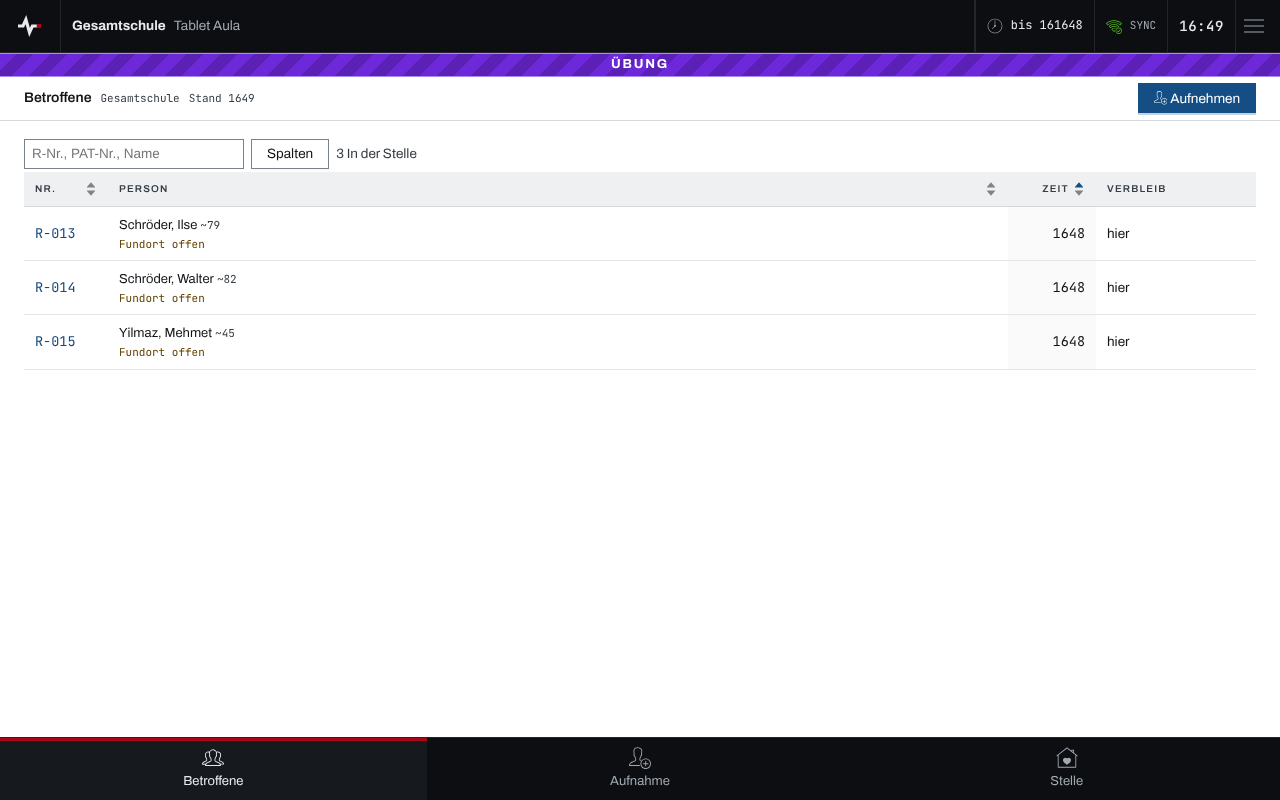 Gesamtschule Tablet Aula bis 161648 SYNC 16:49
ÜBUNG
Betroffene Gesamtschule Stand 1649 Aufnehmen
R-Nr., PAT-Nr., Name Spalten 3 In der Stelle
NR. PERSON ZEIT VERBLEIB
R-013 Schröder, Ilse ~79 1648 hier
Fundort offen
R-014 Schröder, Walter ~82 1648 hier
Fundort offen
R-015 Yilmaz, Mehmet ~45 1648 hier
Fundort offen
Betroffene Aufnahme Stelle